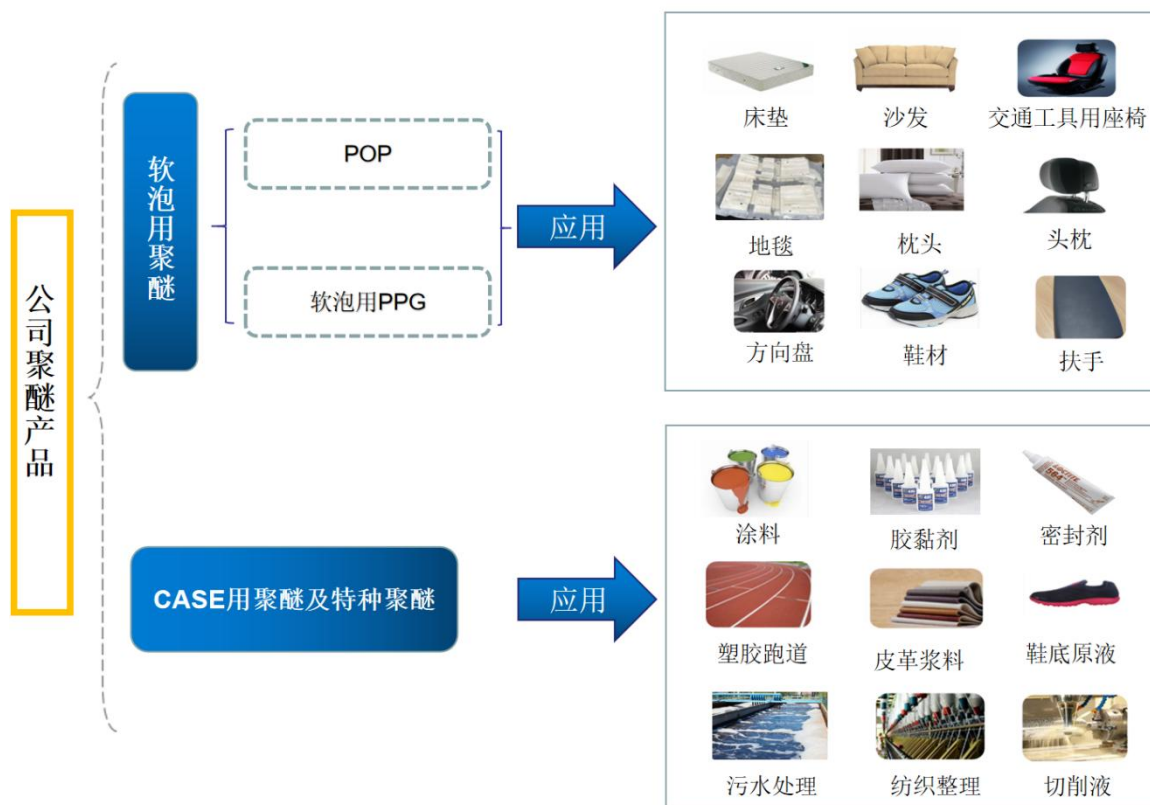 公司聚醚产品
软泡用聚醚
POP
软泡用PPG
应用
床垫
沙发
交通工具用座椅
地毯
枕头
头枕
方向盘
鞋材
扶手
CASE用聚醚及特种聚醚
应用
LOCTITE
564
涂料
胶黏剂
密封剂
塑胶跑道
皮革浆料
鞋底原液
污水处理
纺织整理
切削液